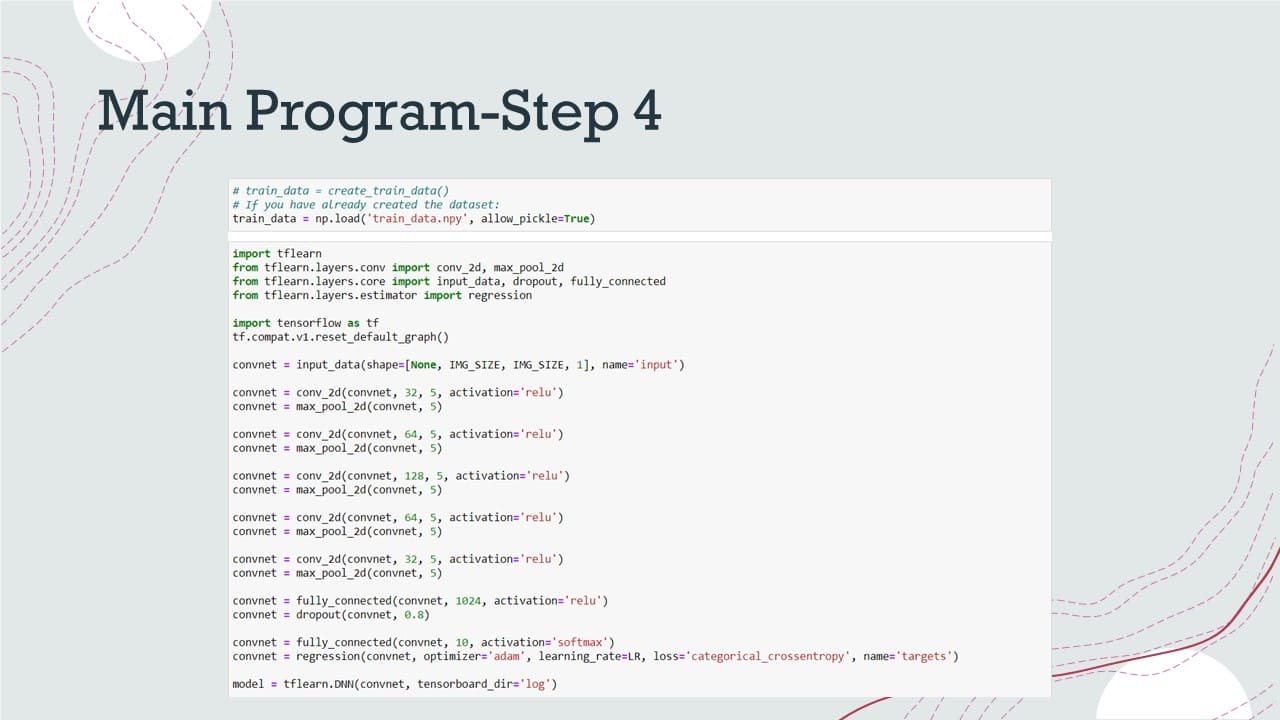 Main Program-Step 4
# train_data = create_train_data()
# If you have already created the dataset:
train_data = np.load('train_data.npy', allow_pickle=True)
import tflearn
from tflearn.layers.conv import conv_2d, max_pool_2d
from tflearn.layers.core import input_data, dropout, fully_connected
from tflearn.layers.estimator import regression
import tensorflow as tf
tf.compat.v1.reset_default_graph()
convnet = input_data(shape=[None, IMG_SIZE, IMG_SIZE, 1], name='input')
convnet = conv_2d(convnet, 32, 5, activation='relu')
convnet = max_pool_2d(convnet, 5)
convnet = conv_2d(convnet, 64, 5, activation='relu')
convnet = max_pool_2d(convnet, 5)
convnet = conv_2d(convnet, 128, 5, activation='relu')
convnet = max_pool_2d(convnet, 5)
convnet = conv_2d(convnet, 64, 5, activation='relu')
convnet = max_pool_2d(convnet, 5)
convnet = conv_2d(convnet, 32, 5, activation='relu')
convnet = max_pool_2d(convnet, 5)
convnet = fully_connected(convnet, 1024, activation='relu')
convnet = dropout(convnet, 0.8)
convnet = fully_connected(convnet, 10, activation='softmax')
convnet = regression(convnet, optimizer='adam', learning_rate=LR, loss='categorical_crossentropy', name='targets')
model = tflearn.DNN(convnet, tensorboard_dir='log')